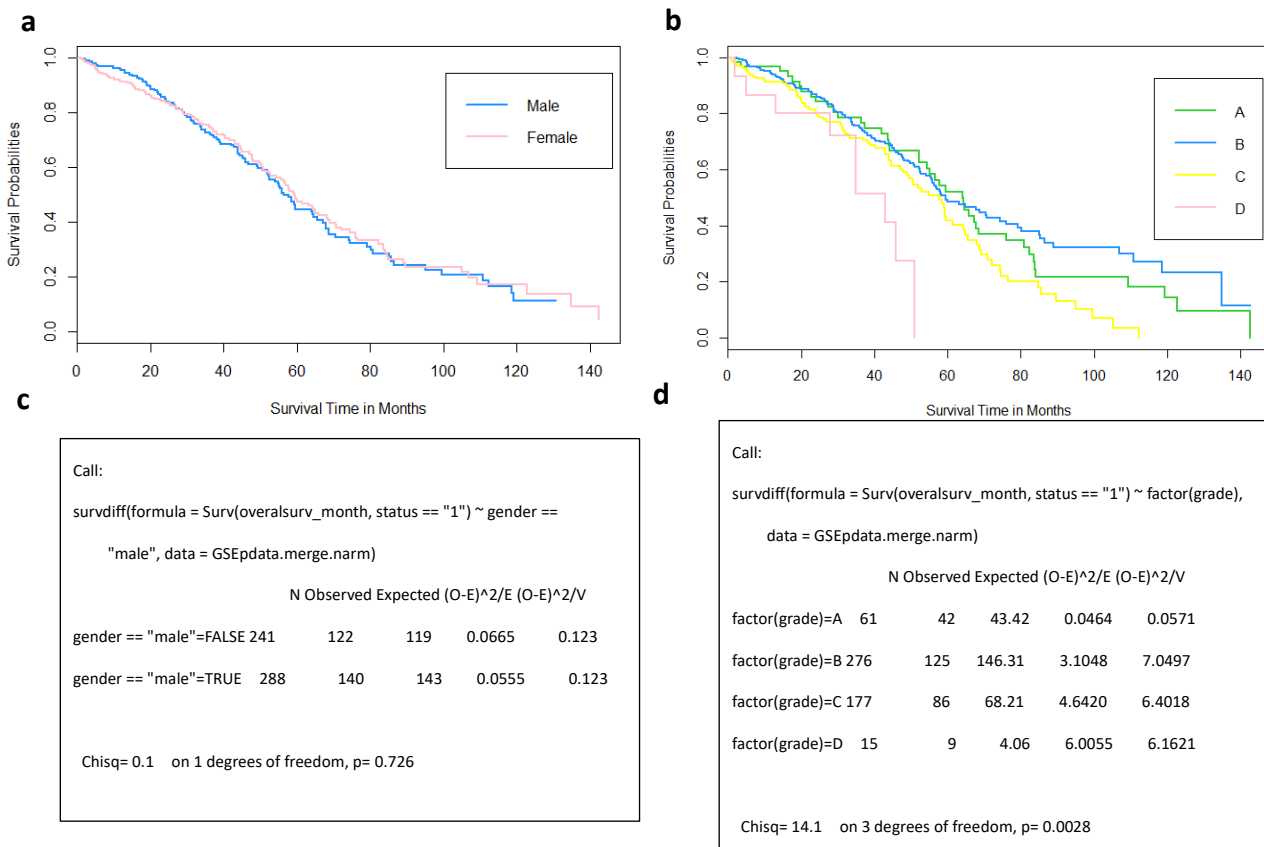 a
Survival Probabilities
0.0 0.2 0.4 0.6 0.8 1.0
Male
Female
0 20 40 60 80 100 120 140
Survival Time in Months
b
Survival Probabilities
0.0 0.2 0.4 0.6 0.8 1.0
A
B
C
D
0 20 40 60 80 100 120 140
Survival Time in Months
c
Call:
survdiff(formula = Surv(overalsurv_month, status == "1") ~ gender ==
"male", data = GSEpdata.merge.narm)
N Observed Expected (O-E)^2/E (O-E)^2/V
gender == "male"=FALSE 241 122 119 0.0665 0.123
gender == "male"=TRUE 288 140 143 0.0555 0.123
Chisq= 0.1 on 1 degrees of freedom, p= 0.726
d
Call:
survdiff(formula = Surv(overalsurv_month, status == "1") ~ factor(grade),
data = GSEpdata.merge.narm)
N Observed Expected (O-E)^2/E (O-E)^2/V
factor(grade)=A 61 42 43.42 0.0464 0.0571
factor(grade)=B 276 125 146.31 3.1048 7.0497
factor(grade)=C 177 86 68.21 4.6420 6.4018
factor(grade)=D 15 9 4.06 6.0055 6.1621
Chisq= 14.1 on 3 degrees of freedom, p= 0.0028